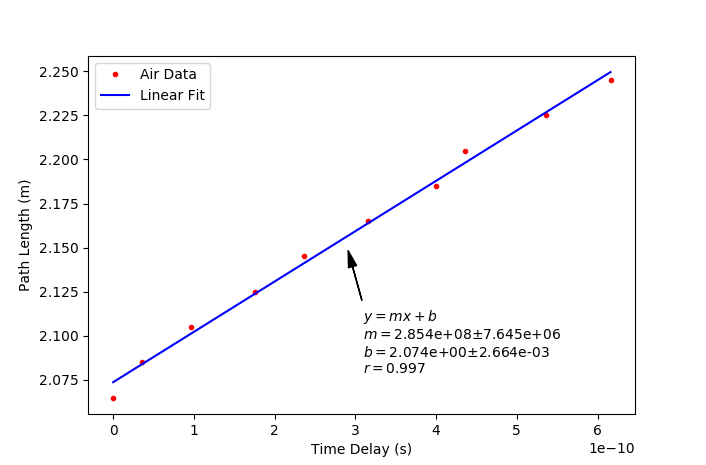 Air Data
Linear Fit
2.250
2.225
2.200
2.175
2.150
2.125
2.100
2.075
Path Length (m)
y = mx + b
m = 2.854e+08±7.645e+06
b = 2.074e+00±2.664e-03
r = 0.997
0 1 2 3 4 5 6
1e−10
Time Delay (s)